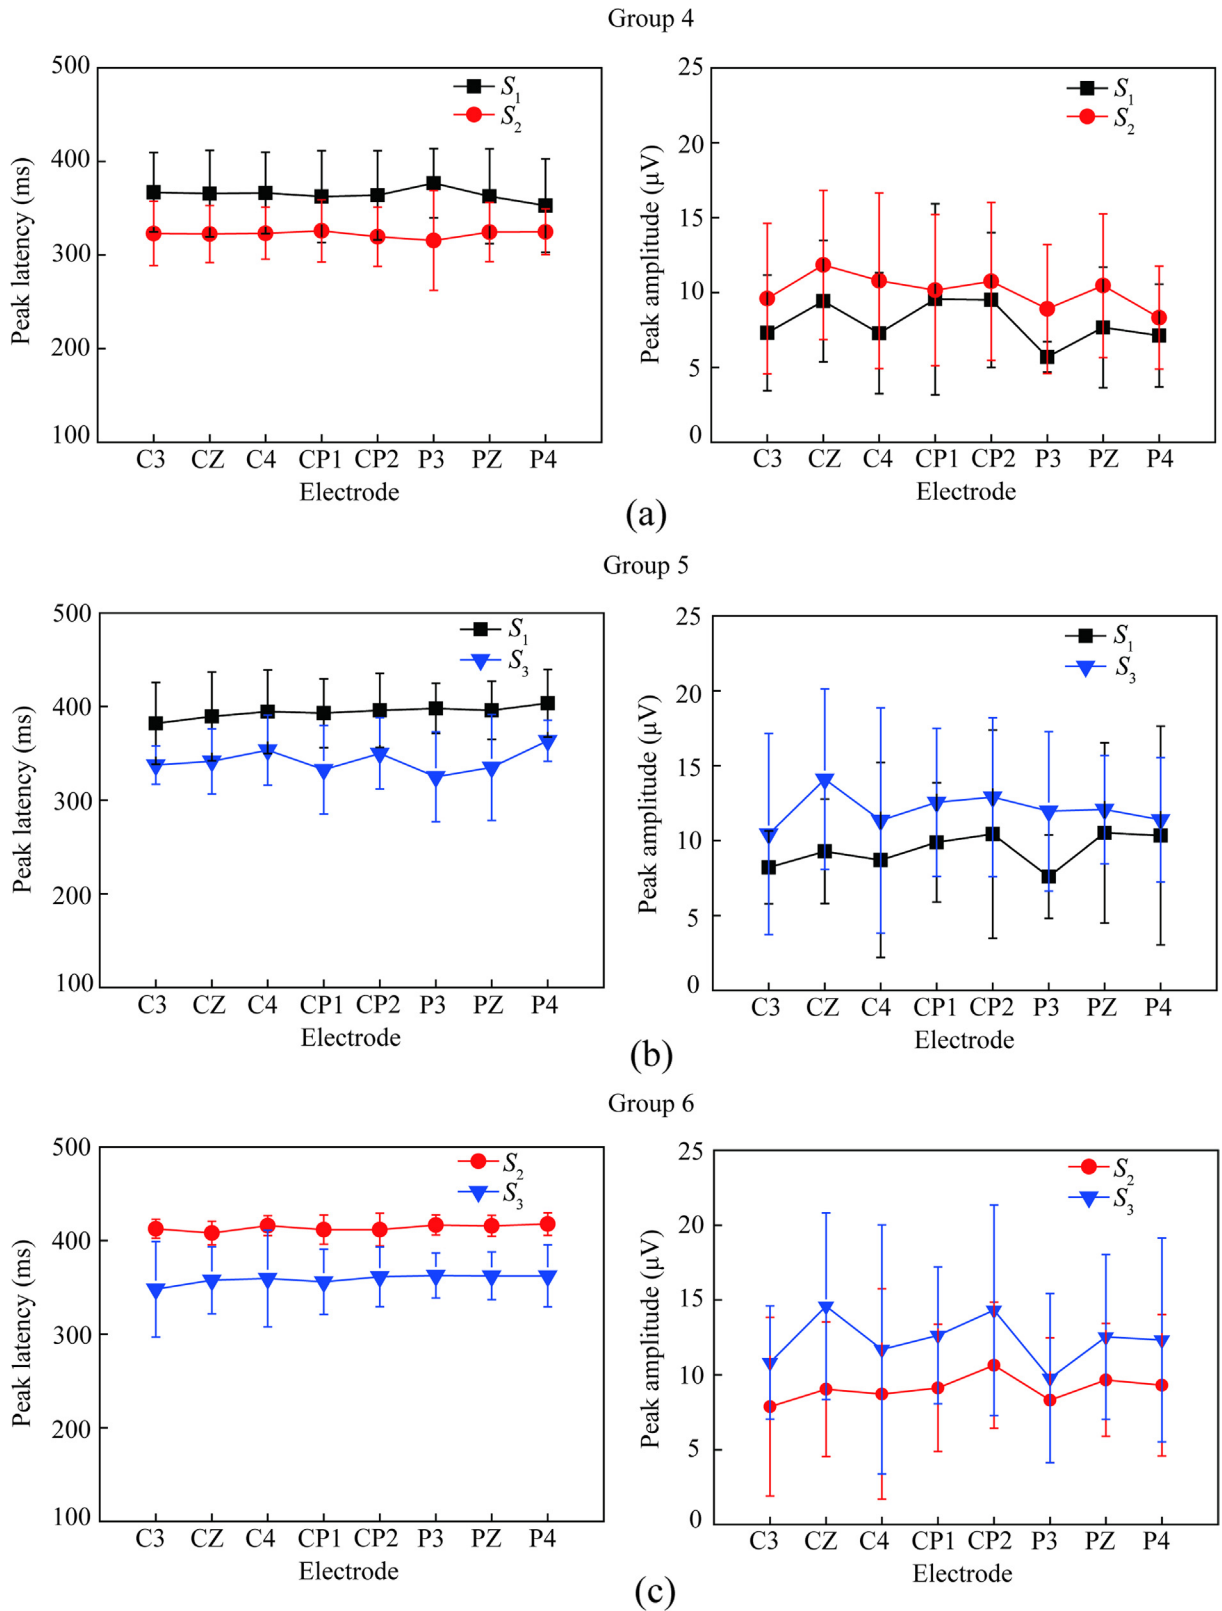 Group 4
500
400
300
200
100
Peak latency (ms)
S1
S2
C3 CZ C4 CP1 CP2 P3 PZ P4
Electrode
25
20
15
10
5
0
Peak amplitude (μV)
S1
S2
C3 CZ C4 CP1 CP2 P3 PZ P4
Electrode
(a)
Group 5
500
400
300
200
100
Peak latency (ms)
S1
S3
C3 CZ C4 CP1 CP2 P3 PZ P4
Electrode
25
20
15
10
5
0
Peak amplitude (μV)
S1
S3
C3 CZ C4 CP1 CP2 P3 PZ P4
Electrode
(b)
Group 6
500
400
300
200
100
Peak latency (ms)
S2
S3
C3 CZ C4 CP1 CP2 P3 PZ P4
Electrode
25
20
15
10
5
0
Peak amplitude (μV)
S2
S3
C3 CZ C4 CP1 CP2 P3 PZ P4
Electrode
(c)